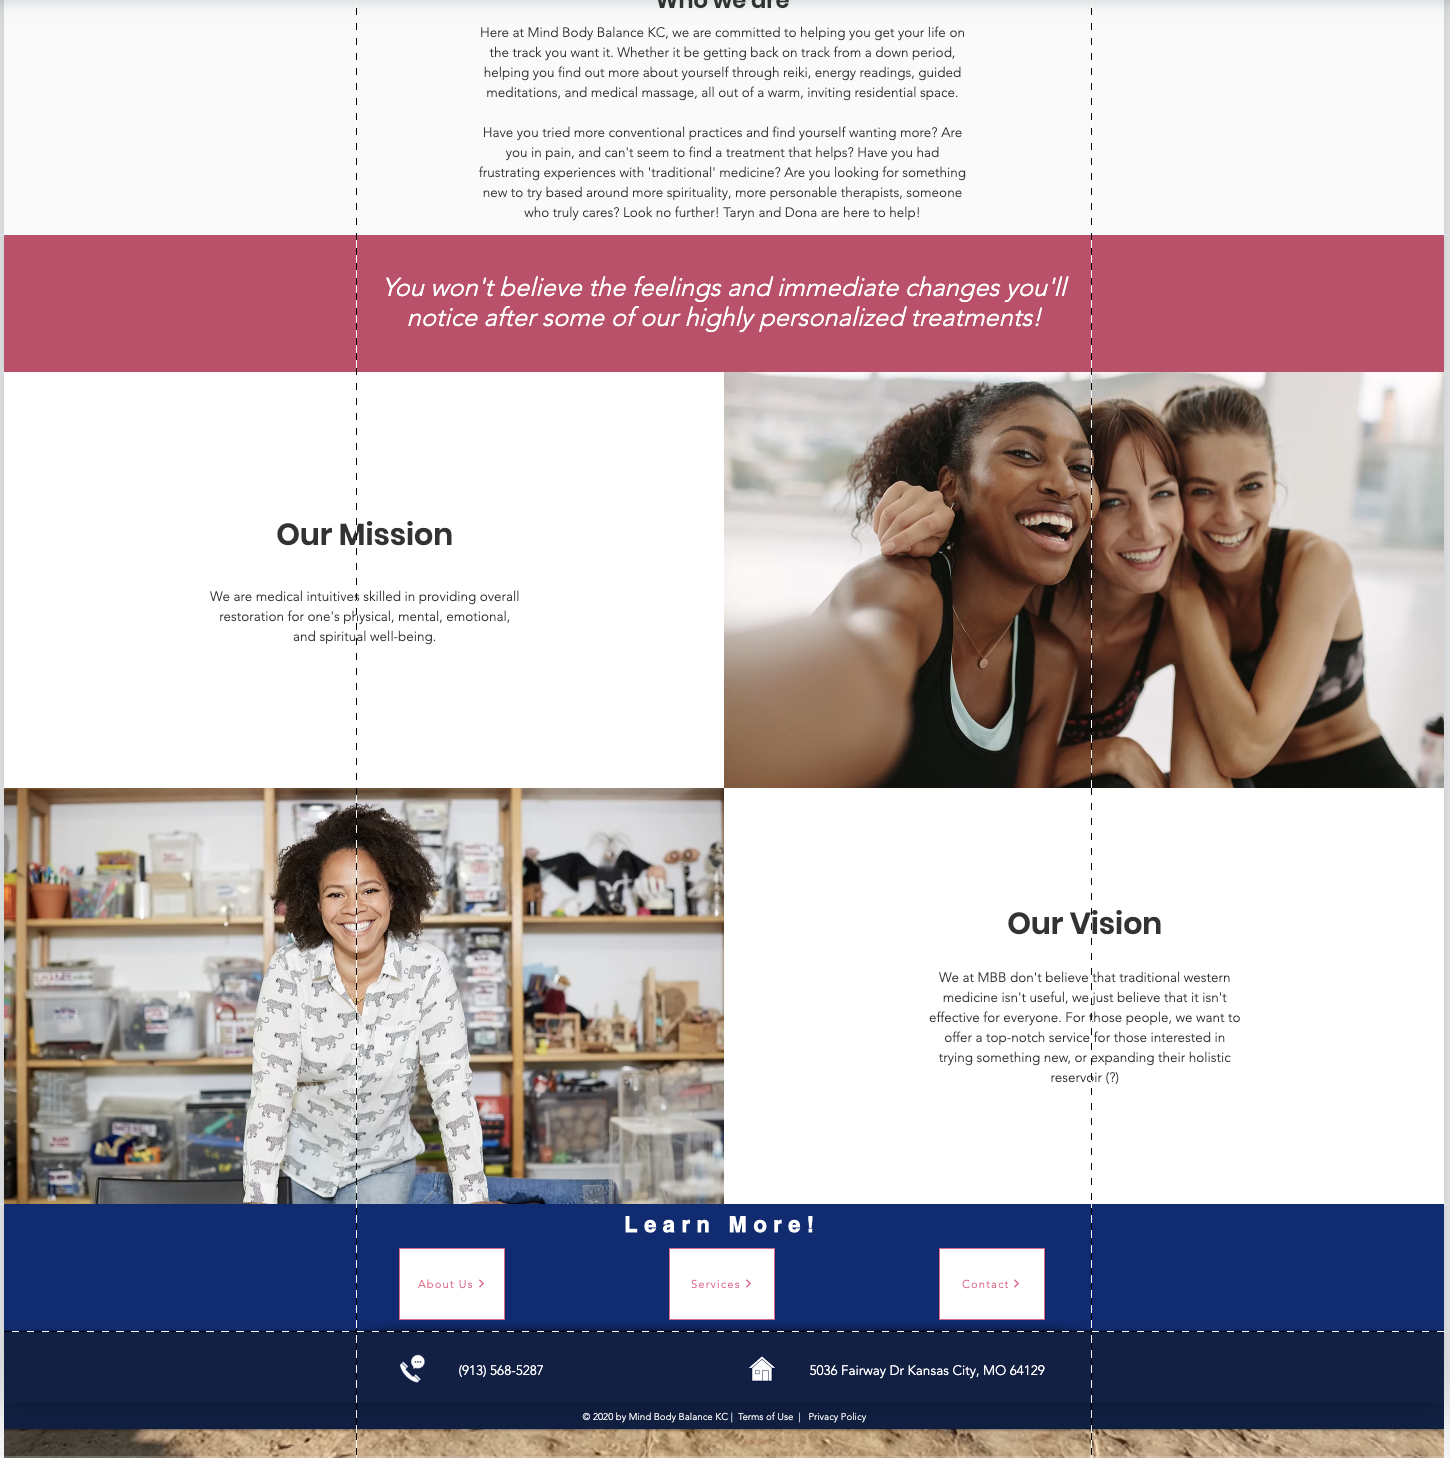 Who we are
Here at Mind Body Balance KC, we are committed to helping you get your life on
the track you want it. Whether it be getting back on track from a down period,
helping you find out more about yourself through reiki, energy readings, guided
meditations, and medical massage, all out of a warm, inviting residential space.
Have you tried more conventional practices and find yourself wanting more? Are
you in pain, and can't seem to find a treatment that helps? Have you had
frustrating experiences with 'traditional' medicine? Are you looking for something
new to try based around more spirituality, more personable therapists, someone
who truly cares? Look no further! Taryn and Dona are here to help!
You won't believe the feelings and immediate changes you'll
notice after some of our highly personalized treatments!
Our Mission
We are medical intuitives skilled in providing overall
restoration for one's physical, mental, emotional,
and spiritual well-being.
Our Vision
We at MBB don't believe that traditional western
medicine isn't useful, we just believe that it isn't
effective for everyone. For those people, we want to
offer a top-notch service for those interested in
trying something new, or expanding their holistic
reservoir (?)
Learn More!
About Us >
Services >
Contact >
(913) 568-5287
5036 Fairway Dr Kansas City, MO 64129
© 2020 by Mind Body Balance KC | Terms of Use | Privacy Policy